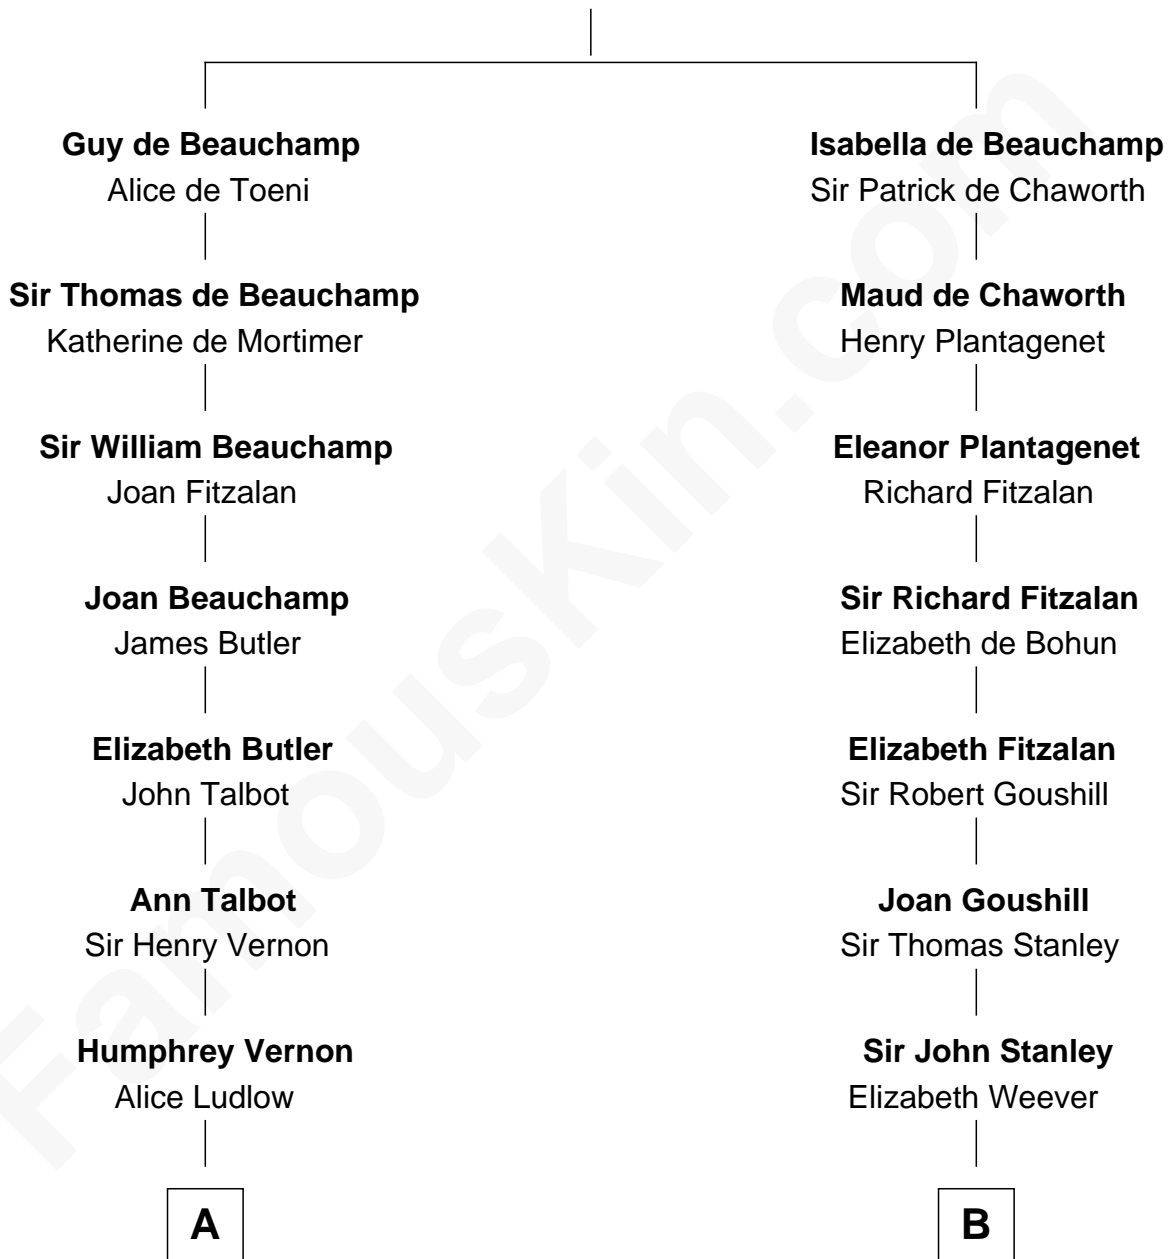 Guy de Beauchamp
Alice de Toeni
Sir Thomas de Beauchamp
Katherine de Mortimer
Sir William Beauchamp
Joan Fitzalan
Joan Beauchamp
James Butler
Elizabeth Butler
John Talbot
Ann Talbot
Sir Henry Vernon
Humphrey Vernon
Alice Ludlow
A
Isabella de Beauchamp
Sir Patrick de Chaworth
Maud de Chaworth
Henry Plantagenet
Eleanor Plantagenet
Richard Fitzalan
Sir Richard Fitzalan
Elizabeth de Bohun
Elizabeth Fitzalan
Sir Robert Goushill
Joan Goushill
Sir Thomas Stanley
Sir John Stanley
Elizabeth Weever
B
FamousKin.com